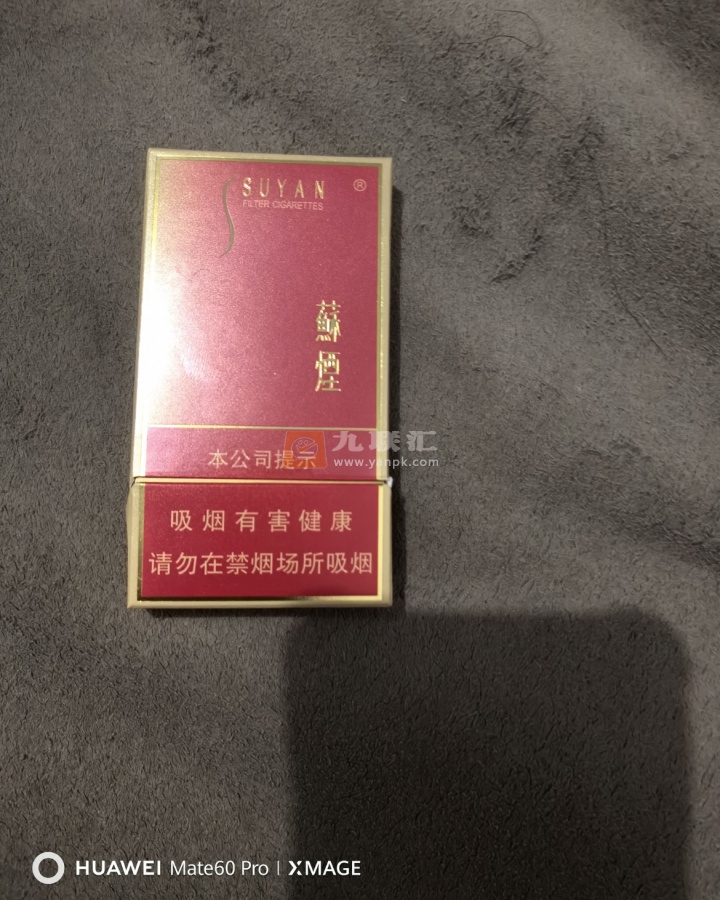 SUYAN ®
FILTER CIGARETTES
蘇
煙
本公司提示
九联汇
www.yanpk.com
吸烟有害健康
请勿在禁烟场所吸烟
HUAWEI Mate60 Pro | XMAGE